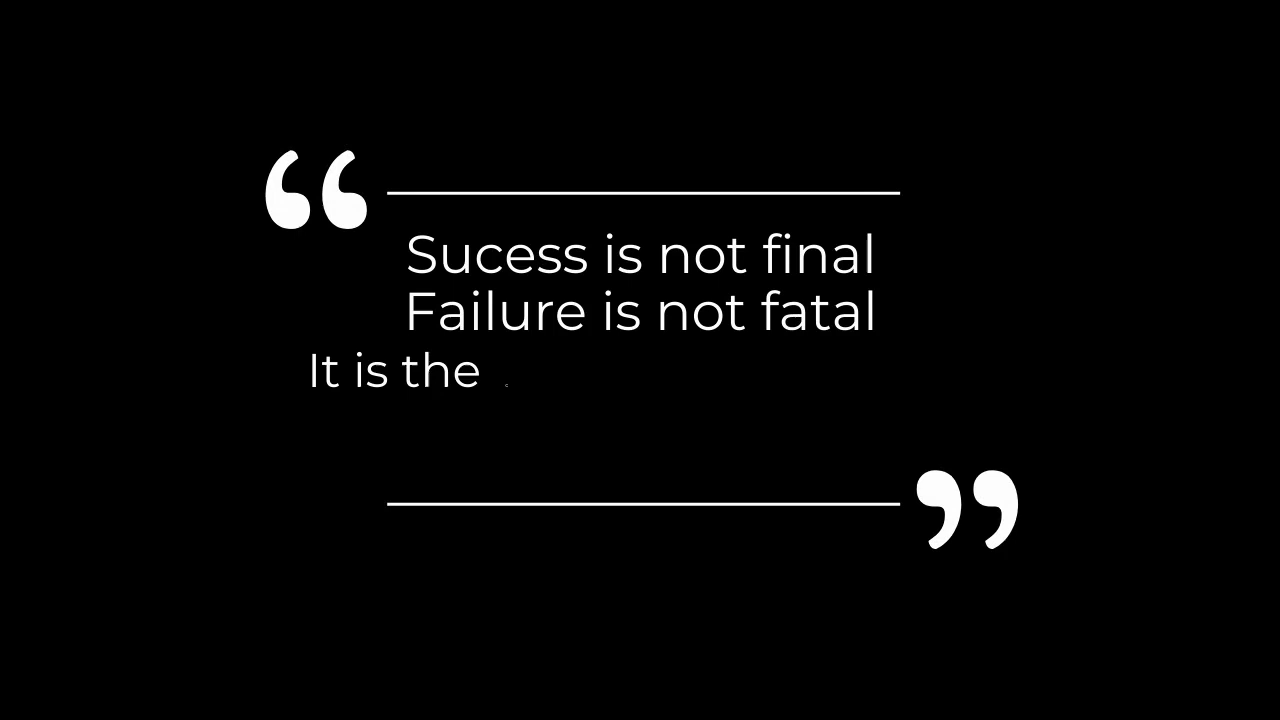 “
Sucess is not final
Failure is not fatal
It is the
”